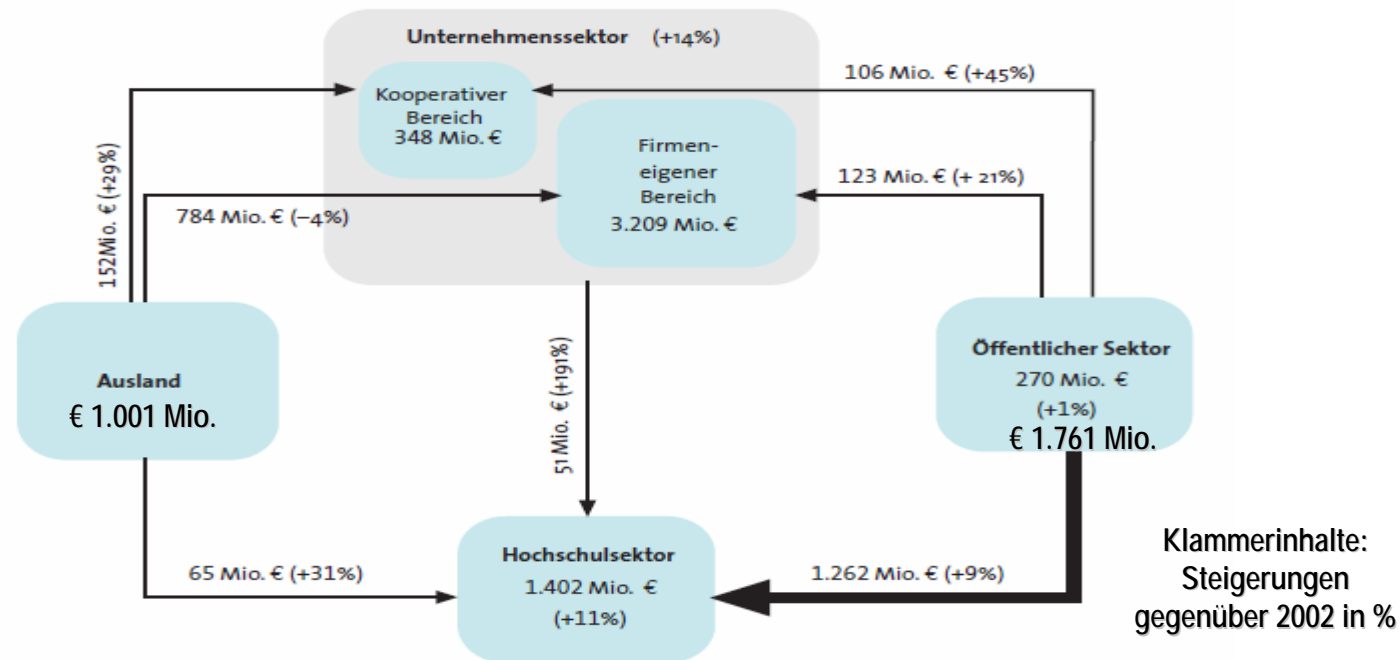 Unternehmenssektor (+14%)
Kooperativer
Bereich
348 Mio. €
Firmen-
eigener
Bereich
3.209 Mio. €
106 Mio. € (+45%)
123 Mio. € (+ 21%)
152Mio. € (+29%)
784 Mio. € (–4%)
Ausland
€ 1.001 Mio.
51 Mio. € (+191%)
Öffentlicher Sektor
270 Mio. €
(+1%)
€ 1.761 Mio.
65 Mio. € (+31%)
Hochschulsektor
1.402 Mio. €
(+11%)
1.262 Mio. € (+9%)
Klammerinhalte:
Steigerungen
gegenüber 2002 in %